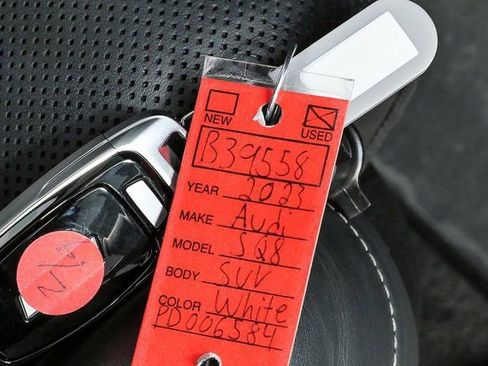 NEW USED
B39558
YEAR 2023
MAKE Audi
MODEL SQ8
BODY SUV
COLOR White
PD006584